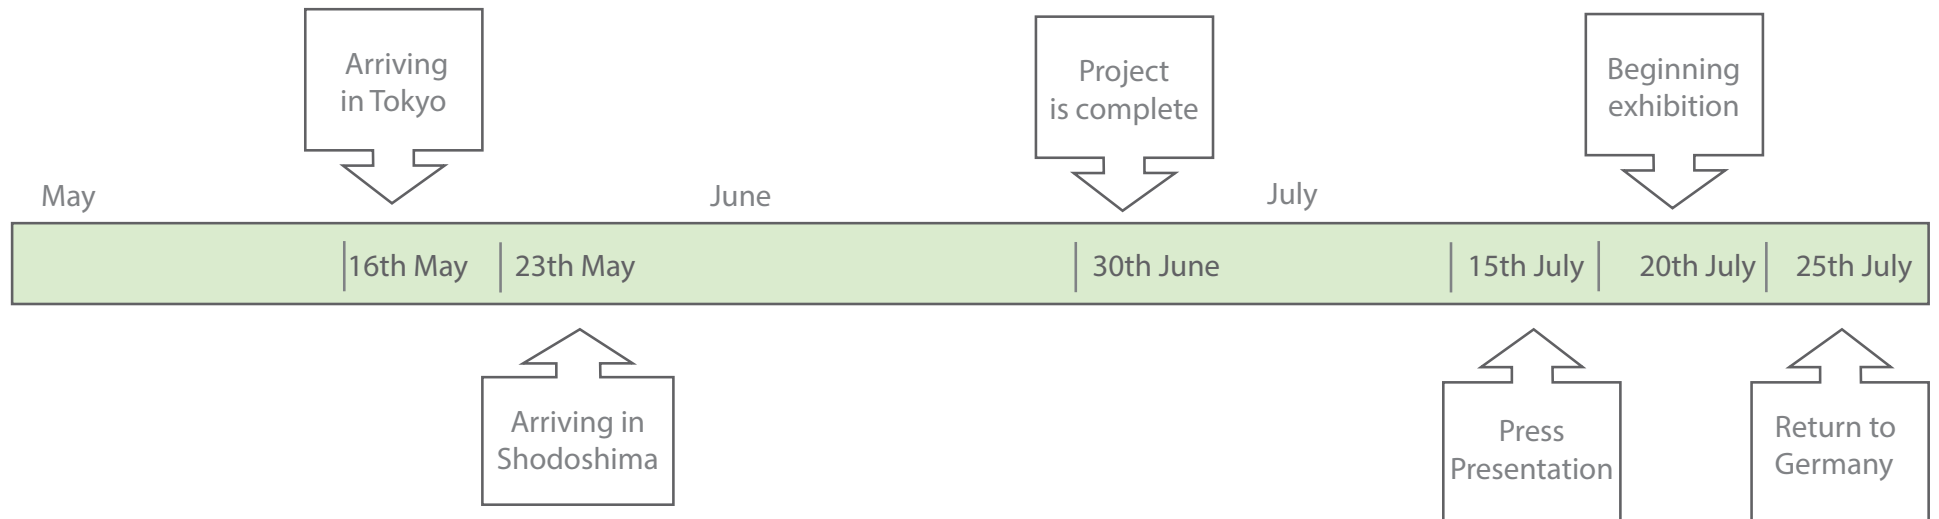 Arriving
in Tokyo
Project
is complete
Beginning
exhibition
May
June
July
16th May
23th May
30th June
15th July
20th July
25th July
Arriving in
Shodoshima
Press
Presentation
Return to
Germany